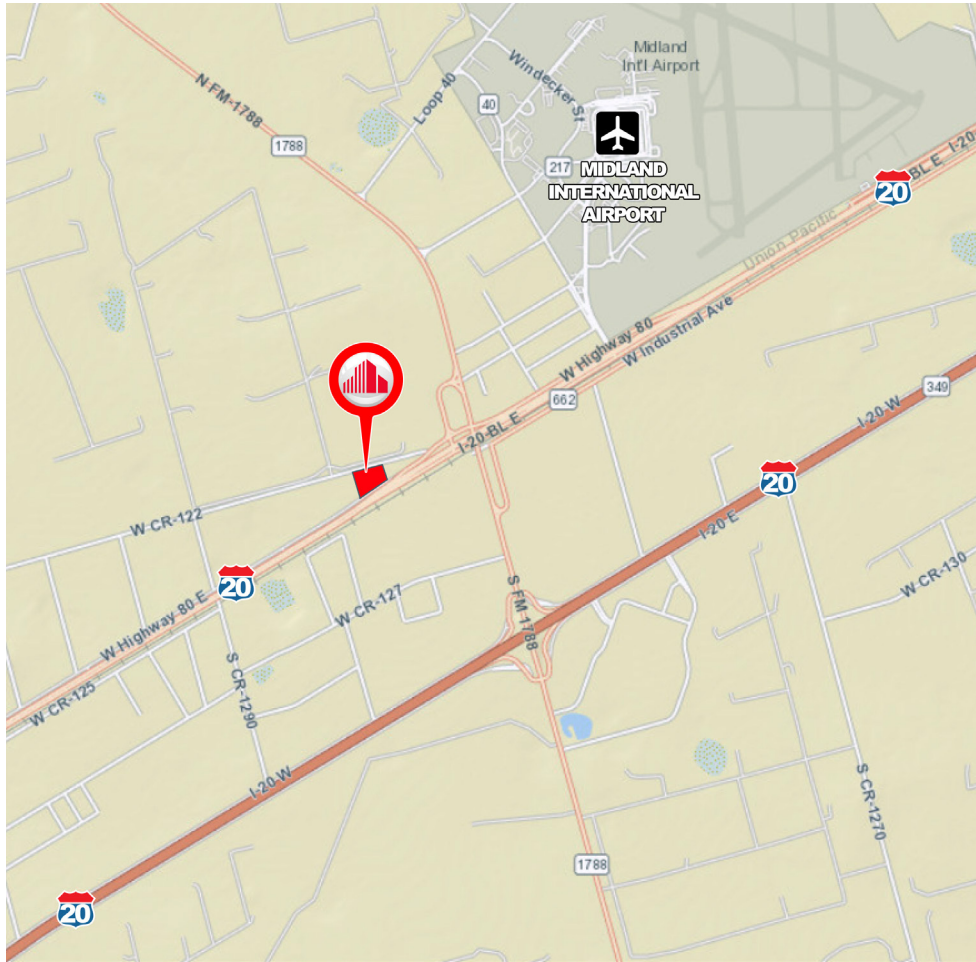 Midland
Int'l Airport
Windecker St
N FM-1788
Loop 40
40
1788
217
MIDLAND
INTERNATIONAL
AIRPORT
BL E
I-20
20
Union Pacific
W Highway 80
W Industrial Ave
662
349
I-20-BL E
I-20-W
20
I-20 E
W CR-122
20
W CR-127
W CR-130
S FM-1788
W Highway 80 E
S CR-1290
W CR-125
I-20-W
S CR-1270
1788
20